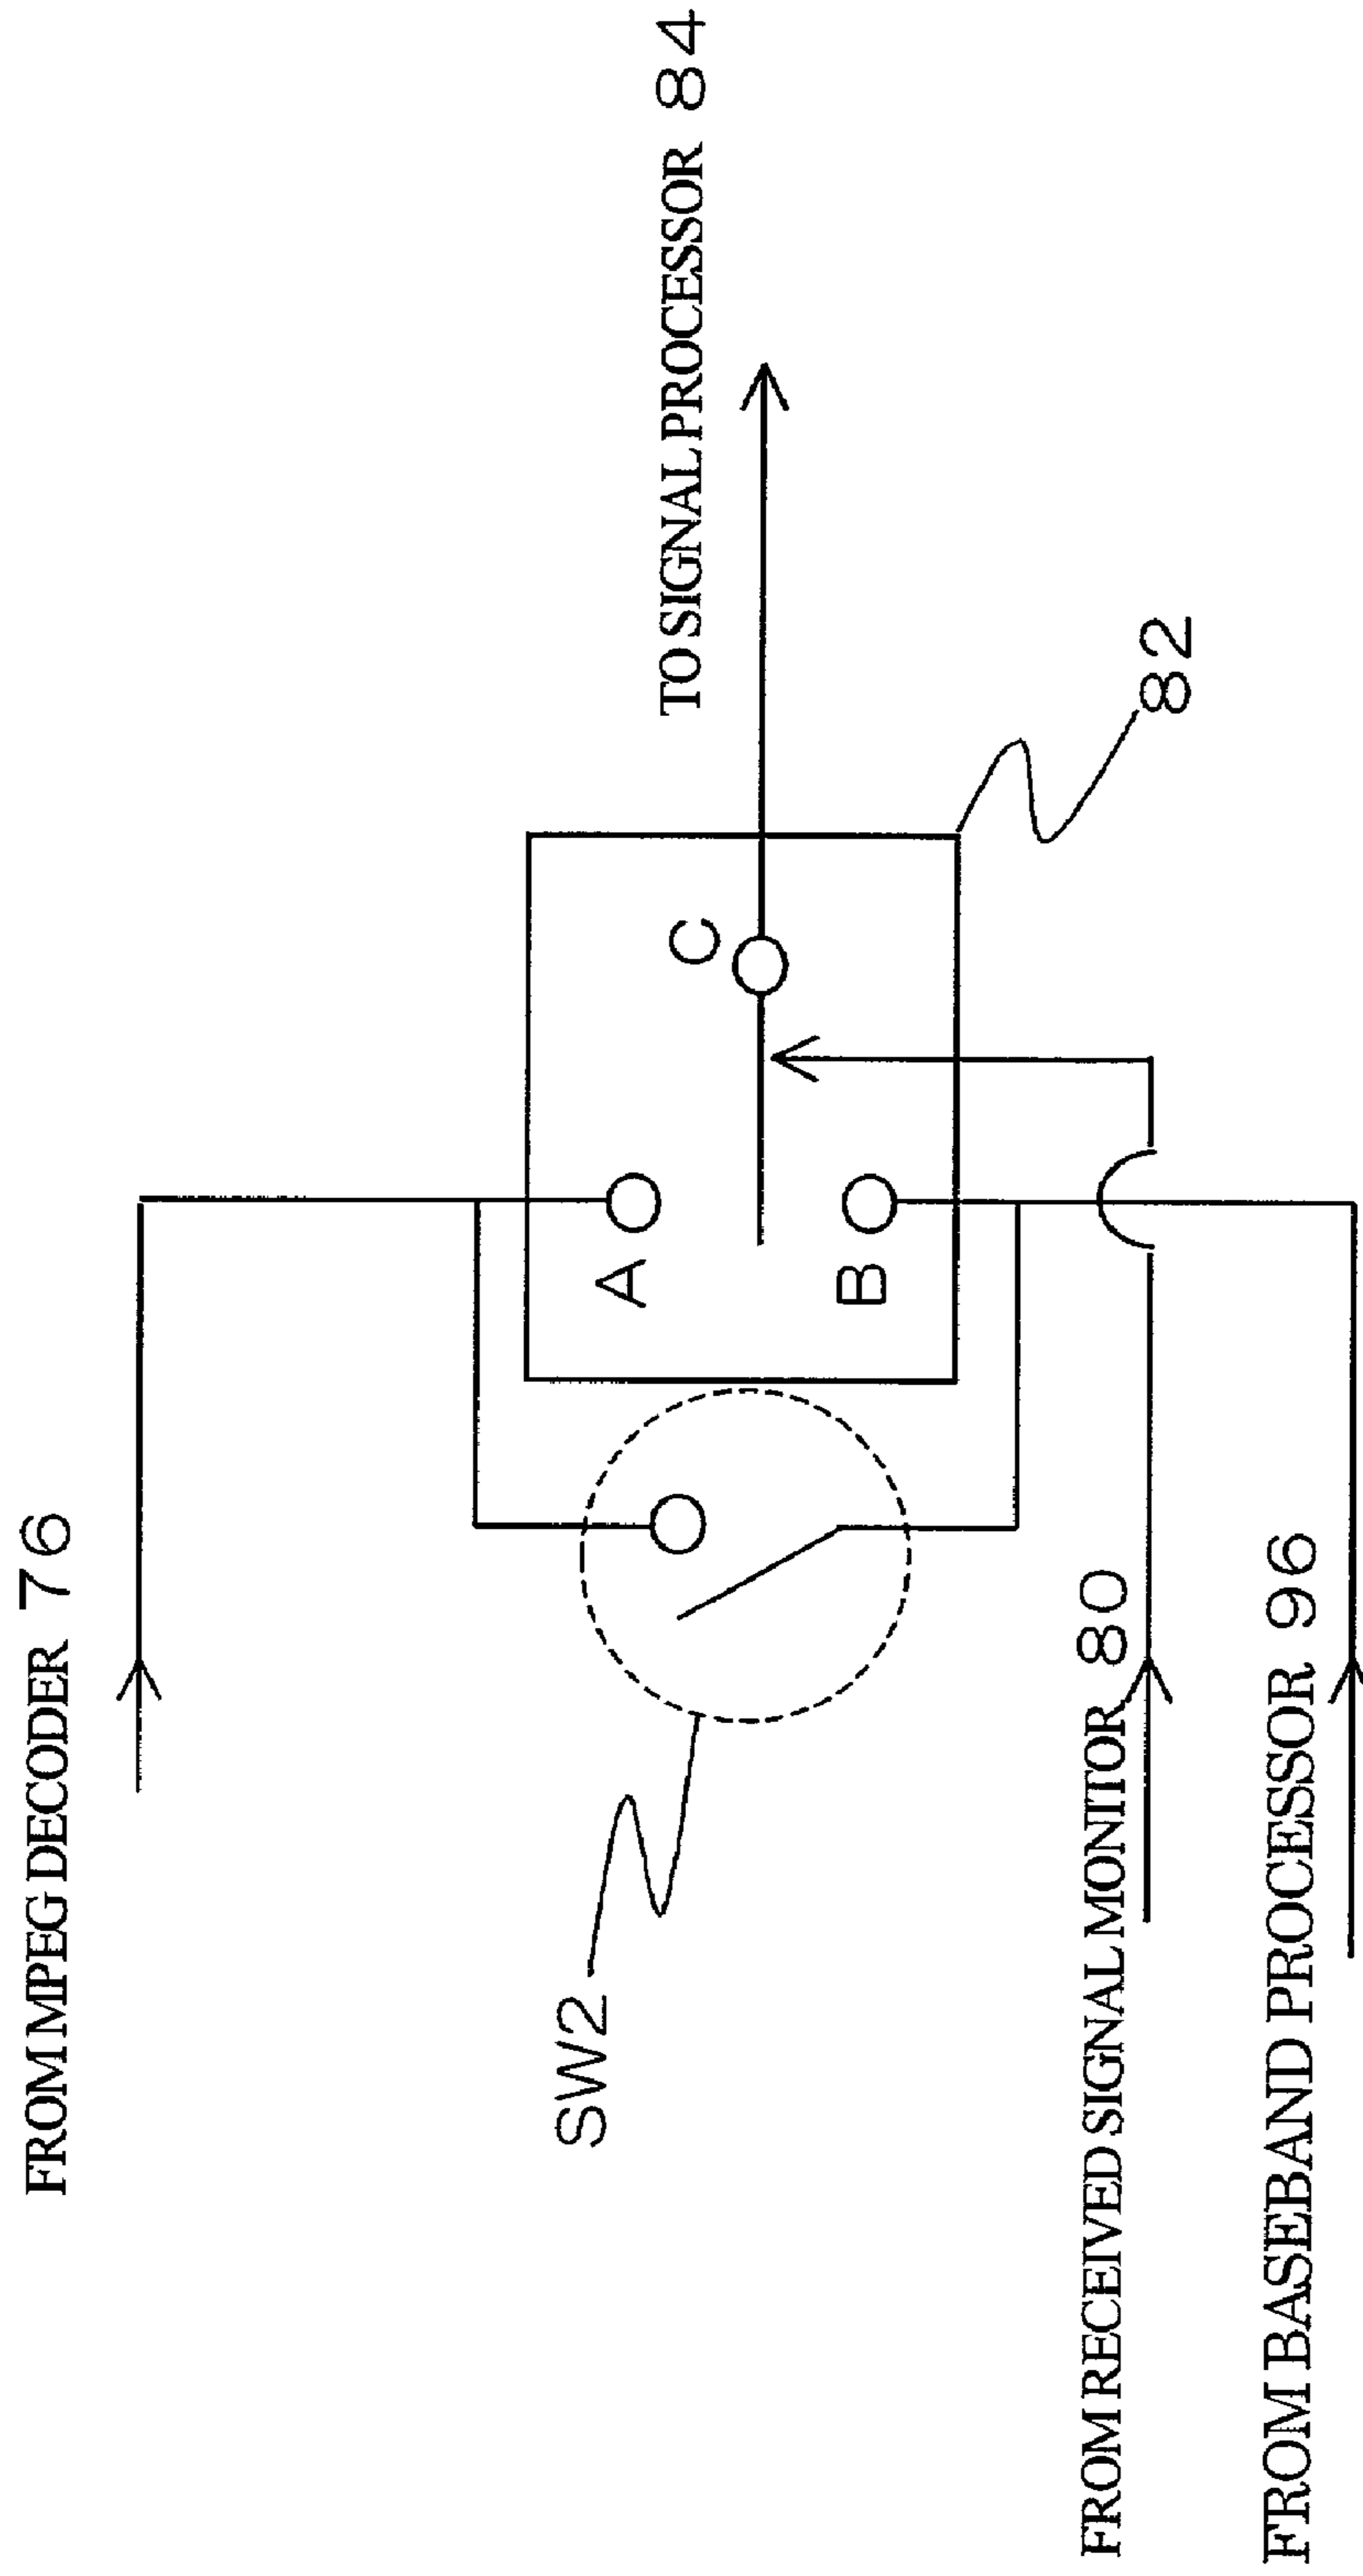 FROM MPEG DECODER 76
TO SIGNAL PROCESSOR 84
C
A
B
SW2
82
FROM RECEIVED SIGNAL MONITOR 80
FROM BASEBAND PROCESSOR 96